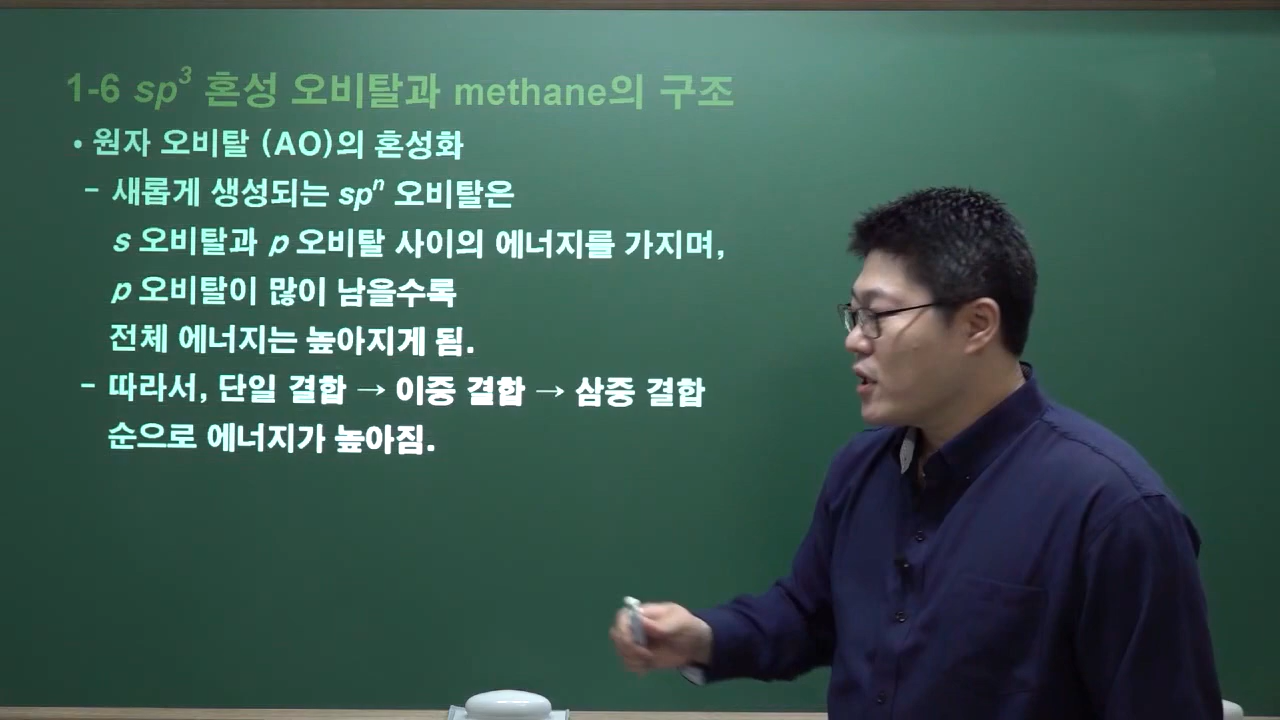 1-6 sp³ 혼성 오비탈과 methane의 구조
• 원자 오비탈 (AO)의 혼성화
- 새롭게 생성되는 spⁿ 오비탈은
s 오비탈과 p 오비탈 사이의 에너지를 가지며,
p 오비탈이 많이 남을수록
전체 에너지는 높아지게 됨.
- 따라서, 단일 결합 → 이중 결합 → 삼중 결합
순으로 에너지가 높아짐.